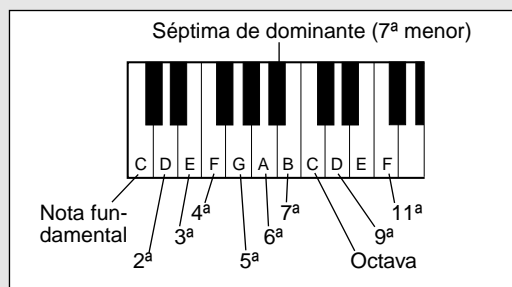 Séptima de dominante (7ª menor)
C D E F G A B C D E F
Nota fun-
damental
4ª 7ª 11ª
3ª 6ª 9ª
2ª 5ª Octava